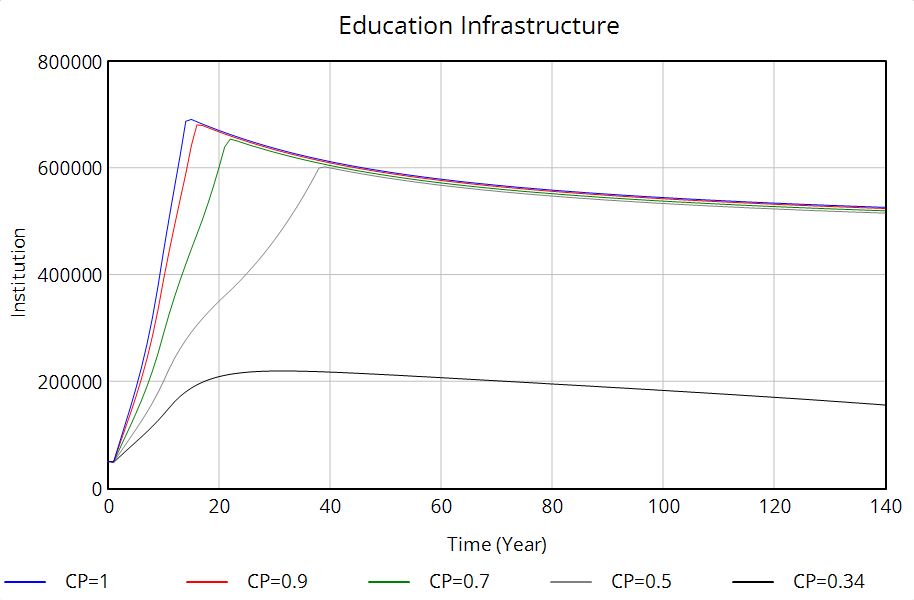 Education Infrastructure
800000
600000
400000
200000
0
Institution
0 20 40 60 80 100 120 140
Time (Year)
CP=1 CP=0.9 CP=0.7 CP=0.5 CP=0.34